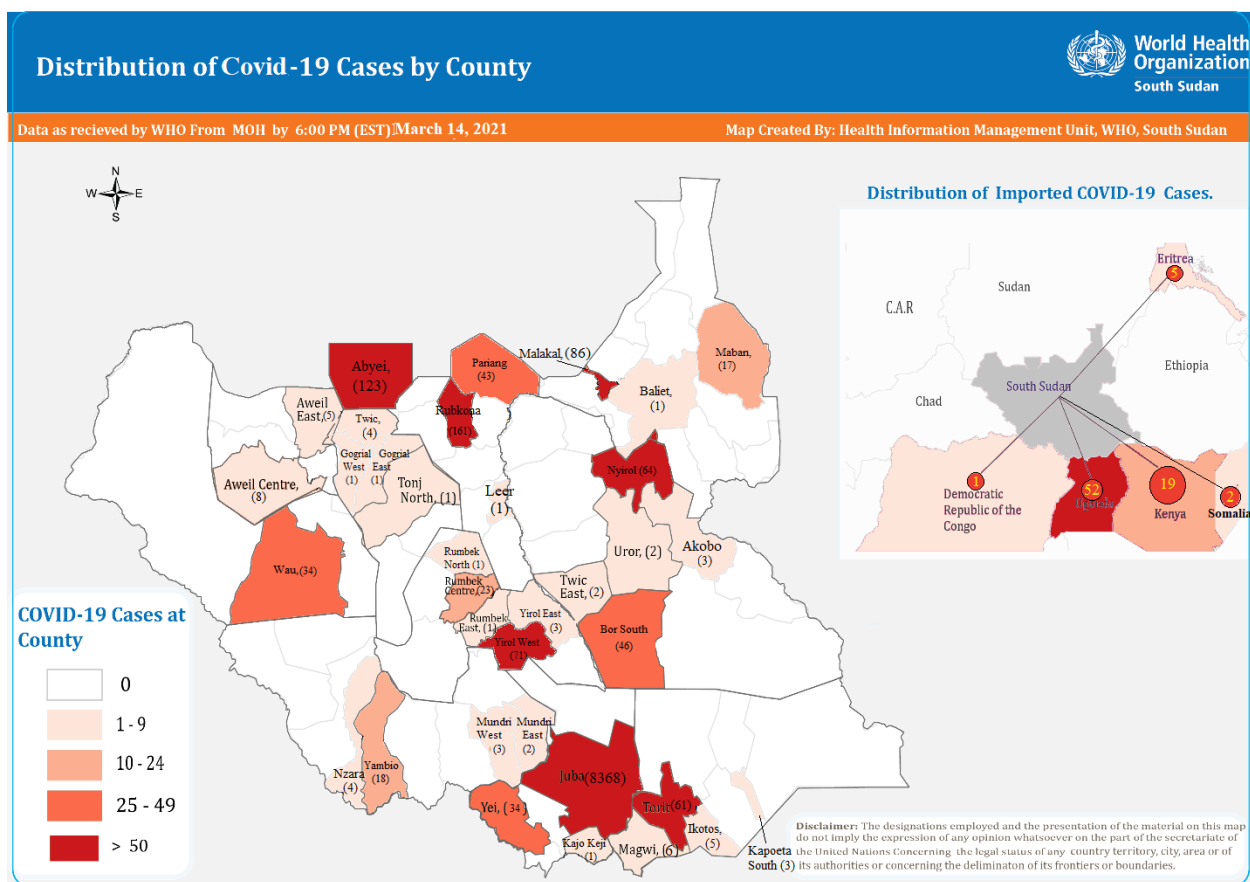 Distribution of Covid-19 Cases by County
World Health
Organization
South Sudan
Data as recieved by WHO From MOH by 6:00 PM (EST) March 14, 2021
Map Created By: Health Information Management Unit, WHO, South Sudan
N
W
E
S
Distribution of Imported COVID-19 Cases.
Eritrea
5
Sudan
C.A.R
Ethiopia
South Sudan
Chad
1
Democratic
Republic of the
Congo
52
Uganda
19
Kenya
2
Somalia
Malakal, (86)
Abyei,
(123)
Pariang
(43)
Maban,
(17)
Rubkona
(161)
Baliet,
(1)
Aweil
East, (5)
Twic,
(4)
Gogrial
West
(1)
Gogrial
East
(1)
Tonj
North, (1)
Nyirol (64)
Aweil Centre,
(8)
Leer
(1)
Wau, (34)
Rumbek
North (1)
Rumbek
Centre,(23)
Uror, (2)
Akobo
(3)
Twic
East, (2)
Rumbek
East, (1)
Yirol East
(3)
Yirol West
(71)
Bor South
(46)
Mundri
West
(3)
Mundri
East
(2)
Juba(8368)
Nzara
(4)
Yambio
(18)
Yei, (34)
Torit(61)
Kajo Keji
(1)
Magwi, (6)
Ikotos,
(5)
Kapoeta
South (3)
COVID-19 Cases at
County
0
1 - 9
10 - 24
25 - 49
> 50
Disclaimer: The designations employed and the presentation of the material on this map
do not imply the expression of any opinion whatsoever on the part of the secretariate of
the United Nations Concerning the legal status of any country territory, city, area or of
its authorities or concerning the delimination of its frontiers or boundaries.